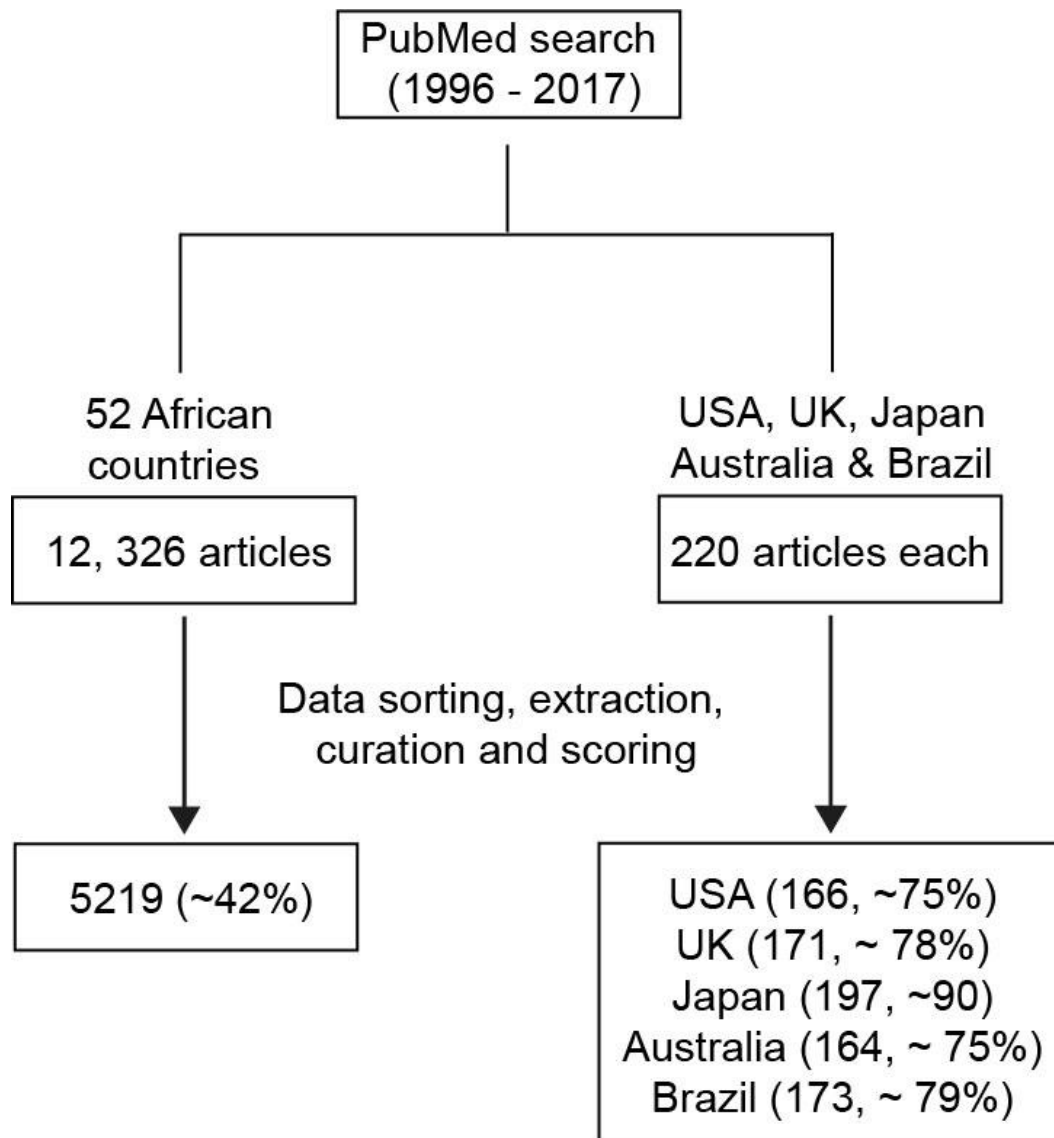 PubMed search
(1996 - 2017)
52 African
countries
12, 326 articles
USA, UK, Japan
Australia & Brazil
220 articles each
Data sorting, extraction,
curation and scoring
5219 (~42%)
USA (166, ~75%)
UK (171, ~ 78%)
Japan (197, ~90)
Australia (164, ~ 75%)
Brazil (173, ~ 79%)